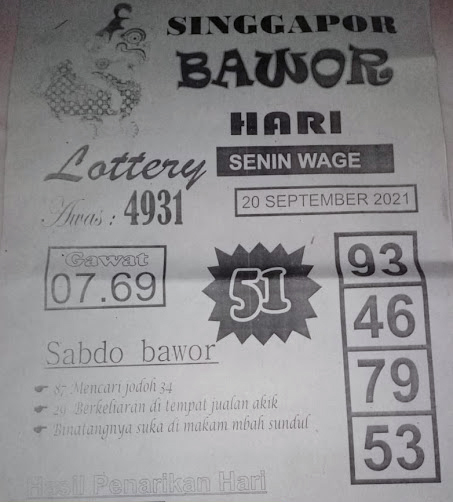 SINGGAPOR
BAWOR
HARI
Lottery
SENIN WAGE
Awas : 4931
20 SEPTEMBER 2021
Gawat
07.69
51
93
46
79
53
Sabdo bawor
87 Mencari jodoh 34
29 Berkeliaran di tempat jualan akik
Binatangnya suka di makam mbah sundul
Hasil Penarikan Hari